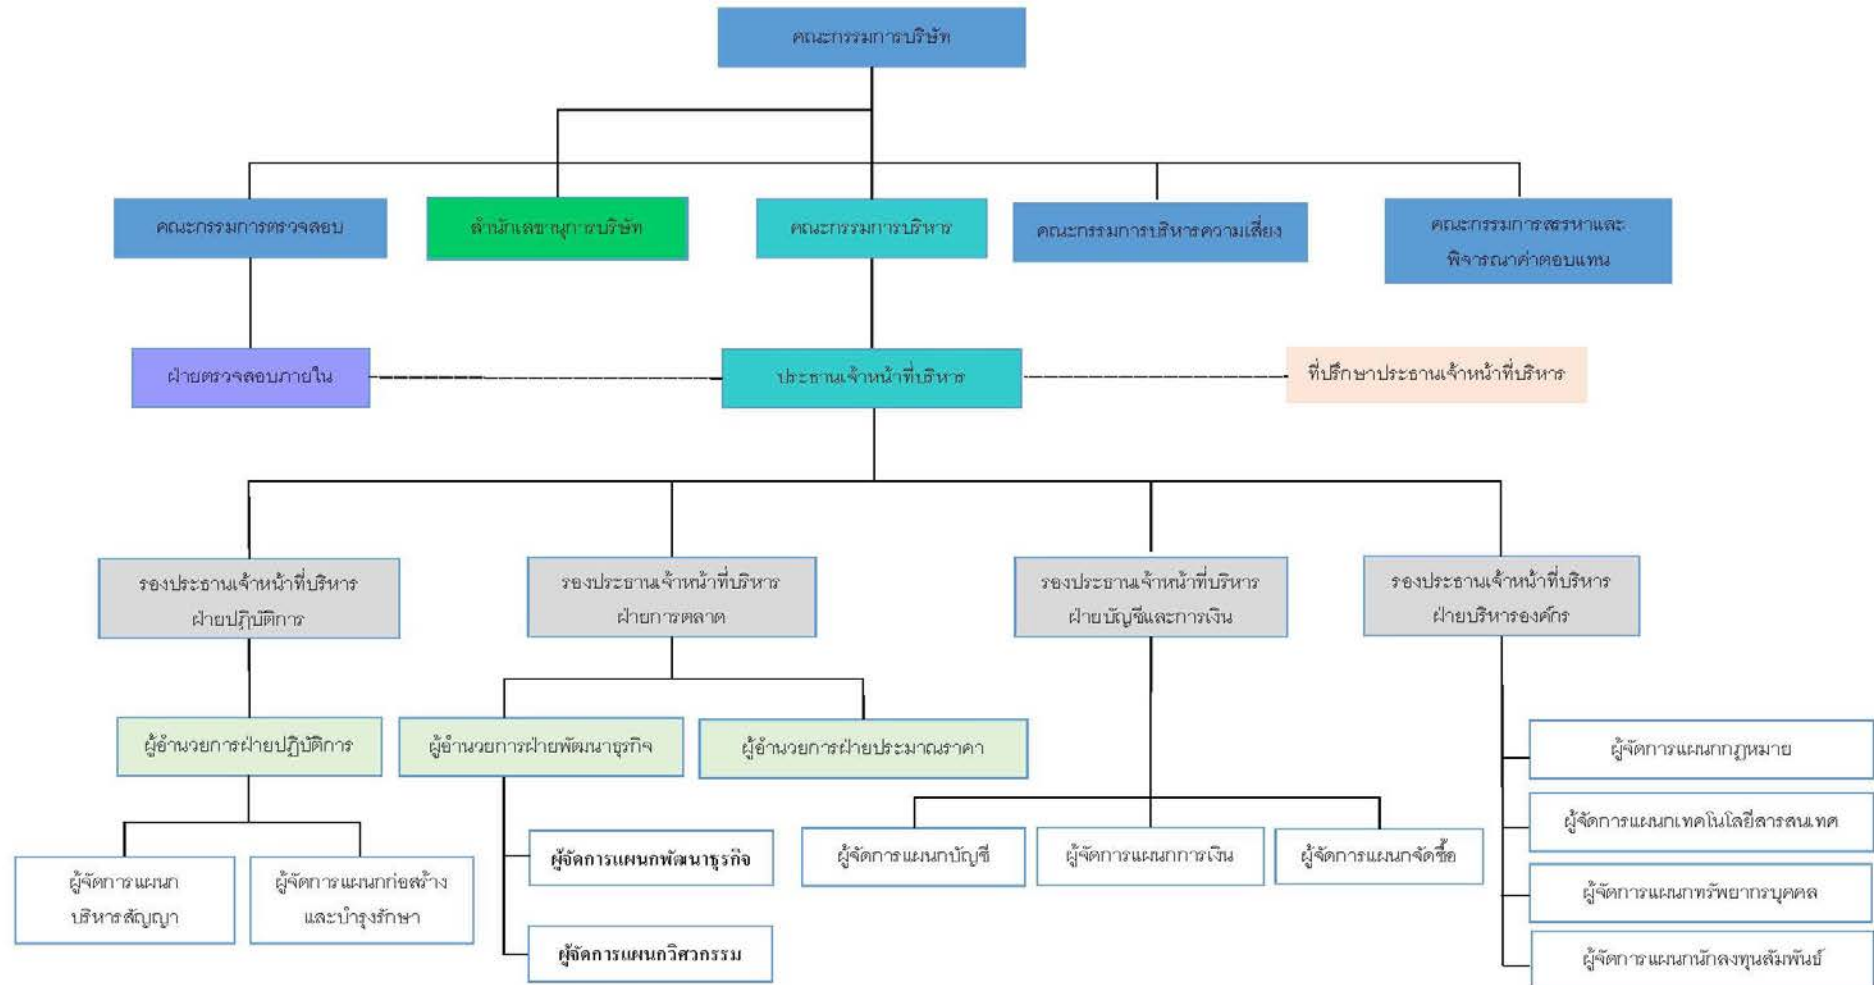 คณะกรรมการบริษัท
คณะกรรมการตรวจสอบ
สำนักเลขานุการบริษัท
คณะกรรมการบริหาร
คณะกรรมการบริหารความเสี่ยง
คณะกรรมการสรรหาและ
พิจารณาค่าตอบแทน
ฝ่ายตรวจสอบภายใน
ประธานเจ้าหน้าที่บริหาร
ที่ปรึกษาประธานเจ้าหน้าที่บริหาร
รองประธานเจ้าหน้าที่บริหาร
ฝ่ายปฏิบัติการ
รองประธานเจ้าหน้าที่บริหาร
ฝ่ายการตลาด
รองประธานเจ้าหน้าที่บริหาร
ฝ่ายบัญชีและการเงิน
รองประธานเจ้าหน้าที่บริหาร
ฝ่ายบริหารองค์กร
ผู้อำนวยการฝ่ายปฏิบัติการ
ผู้อำนวยการฝ่ายพัฒนาธุรกิจ
ผู้อำนวยการฝ่ายประมาณราคา
ผู้จัดการแผนก
บริหารสัญญา
ผู้จัดการแผนกก่อสร้าง
และบำรุงรักษา
ผู้จัดการแผนกพัฒนาธุรกิจ
ผู้จัดการแผนกวิศวกรรม
ผู้จัดการแผนกบัญชี
ผู้จัดการแผนกการเงิน
ผู้จัดการแผนกจัดซื้อ
ผู้จัดการแผนกกฎหมาย
ผู้จัดการแผนกเทคโนโลยีสารสนเทศ
ผู้จัดการแผนกทรัพยากรบุคคล
ผู้จัดการแผนกนักลงทุนสัมพันธ์